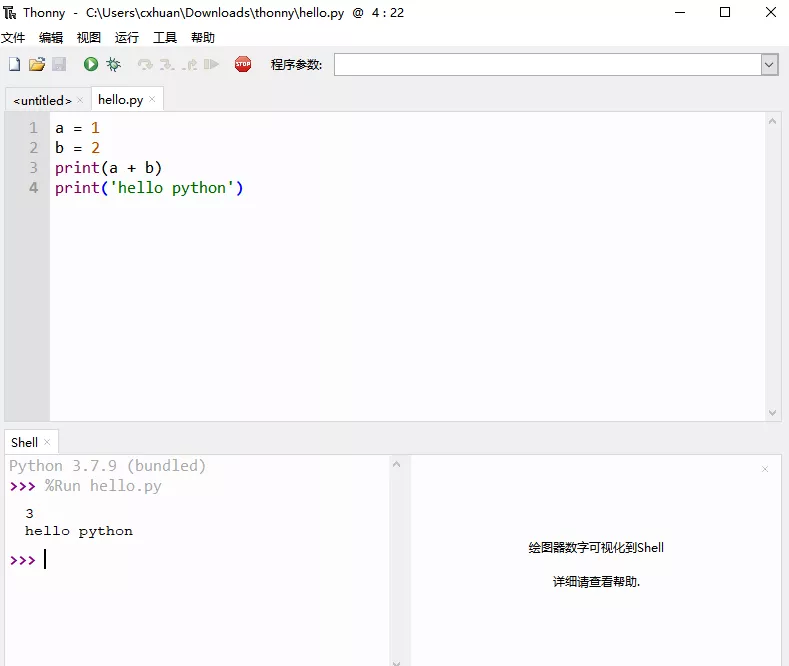 Thonny - C:\Users\cxhuan\Downloads\thonny\hello.py @ 4 : 22
文件 编辑 视图 运行 工具 帮助
STOP 程序参数:
<untitled> × hello.py ×
1 a = 1
2 b = 2
3 print(a + b)
4 print('hello python')
Shell ×
Python 3.7.9 (bundled)
>>> %Run hello.py
3
hello python
>>>
绘图器数字可视化到Shell
详细请查看帮助.